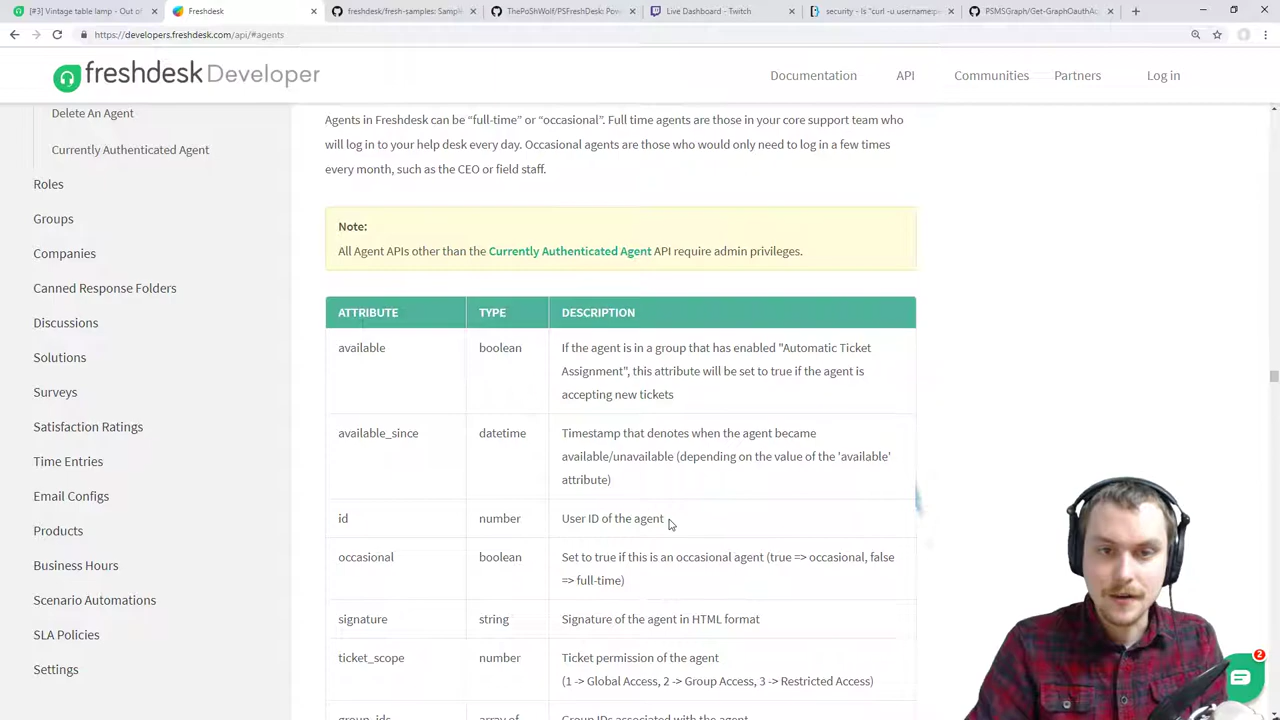 [#3] Vintage table lamp - Out of
Freshdesk
freshdesk/fresh-samples: Sampl
ThePoShWolf/PSFreshDesk: Pow
Live Dashboard - Twitch
security - Is "curl -u username:p
PSMSGraph/Get-GraphOauthAu
https://developers.freshdesk.com/api/#agents
freshdesk Developer
Documentation
API
Communities
Partners
Log in
Delete An Agent
Currently Authenticated Agent
Roles
Groups
Companies
Canned Response Folders
Discussions
Solutions
Surveys
Satisfaction Ratings
Time Entries
Email Configs
Products
Business Hours
Scenario Automations
SLA Policies
Settings
Agents in Freshdesk can be “full-time” or “occasional”. Full time agents are those in your core support team who
will log in to your help desk every day. Occasional agents are those who would only need to log in a few times
every month, such as the CEO or field staff.
Note:
All Agent APIs other than the Currently Authenticated Agent API require admin privileges.
ATTRIBUTE TYPE DESCRIPTION
available boolean If the agent is in a group that has enabled "Automatic Ticket
Assignment", this attribute will be set to true if the agent is
accepting new tickets
available_since datetime Timestamp that denotes when the agent became
available/unavailable (depending on the value of the 'available'
attribute)
id number User ID of the agent
occasional boolean Set to true if this is an occasional agent (true => occasional, false
=> full-time)
signature string Signature of the agent in HTML format
ticket_scope number Ticket permission of the agent
(1 -> Global Access, 2 -> Group Access, 3 -> Restricted Access)
group_ids array of Group IDs associated with the agent
2